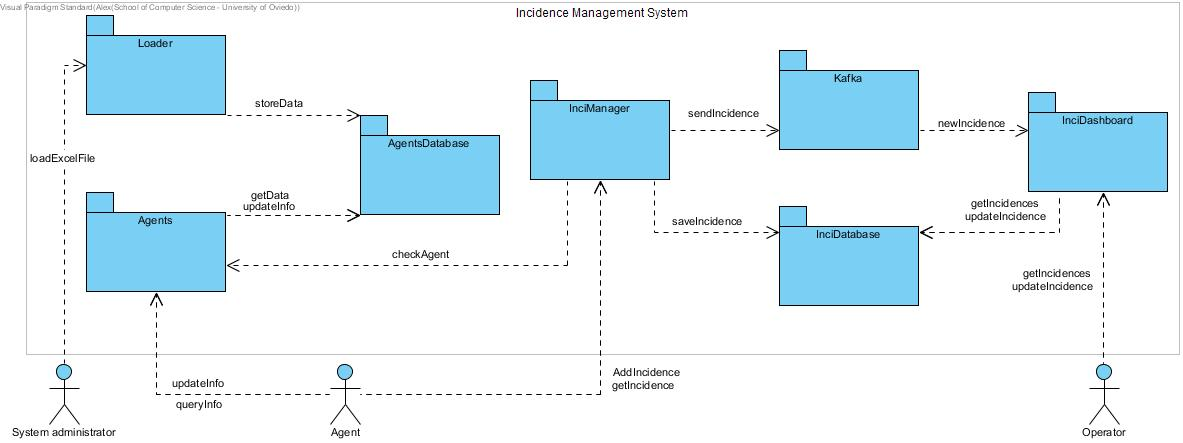 Visual Paradigm Standard(Alex(School of Computer Science - University of Oviedo))
Incidence Management System
Loader
storeData
AgentsDatabase
loadExcelFile
Agents
getData
updateInfo
InciManager
sendIncidence
Kafka
newIncidence
InciDashboard
saveIncidence
InciDatabase
getIncidences
updateIncidence
checkAgent
getIncidences
updateIncidence
updateInfo
queryInfo
AddIncidence
getIncidence
System administrator
Agent
Operator